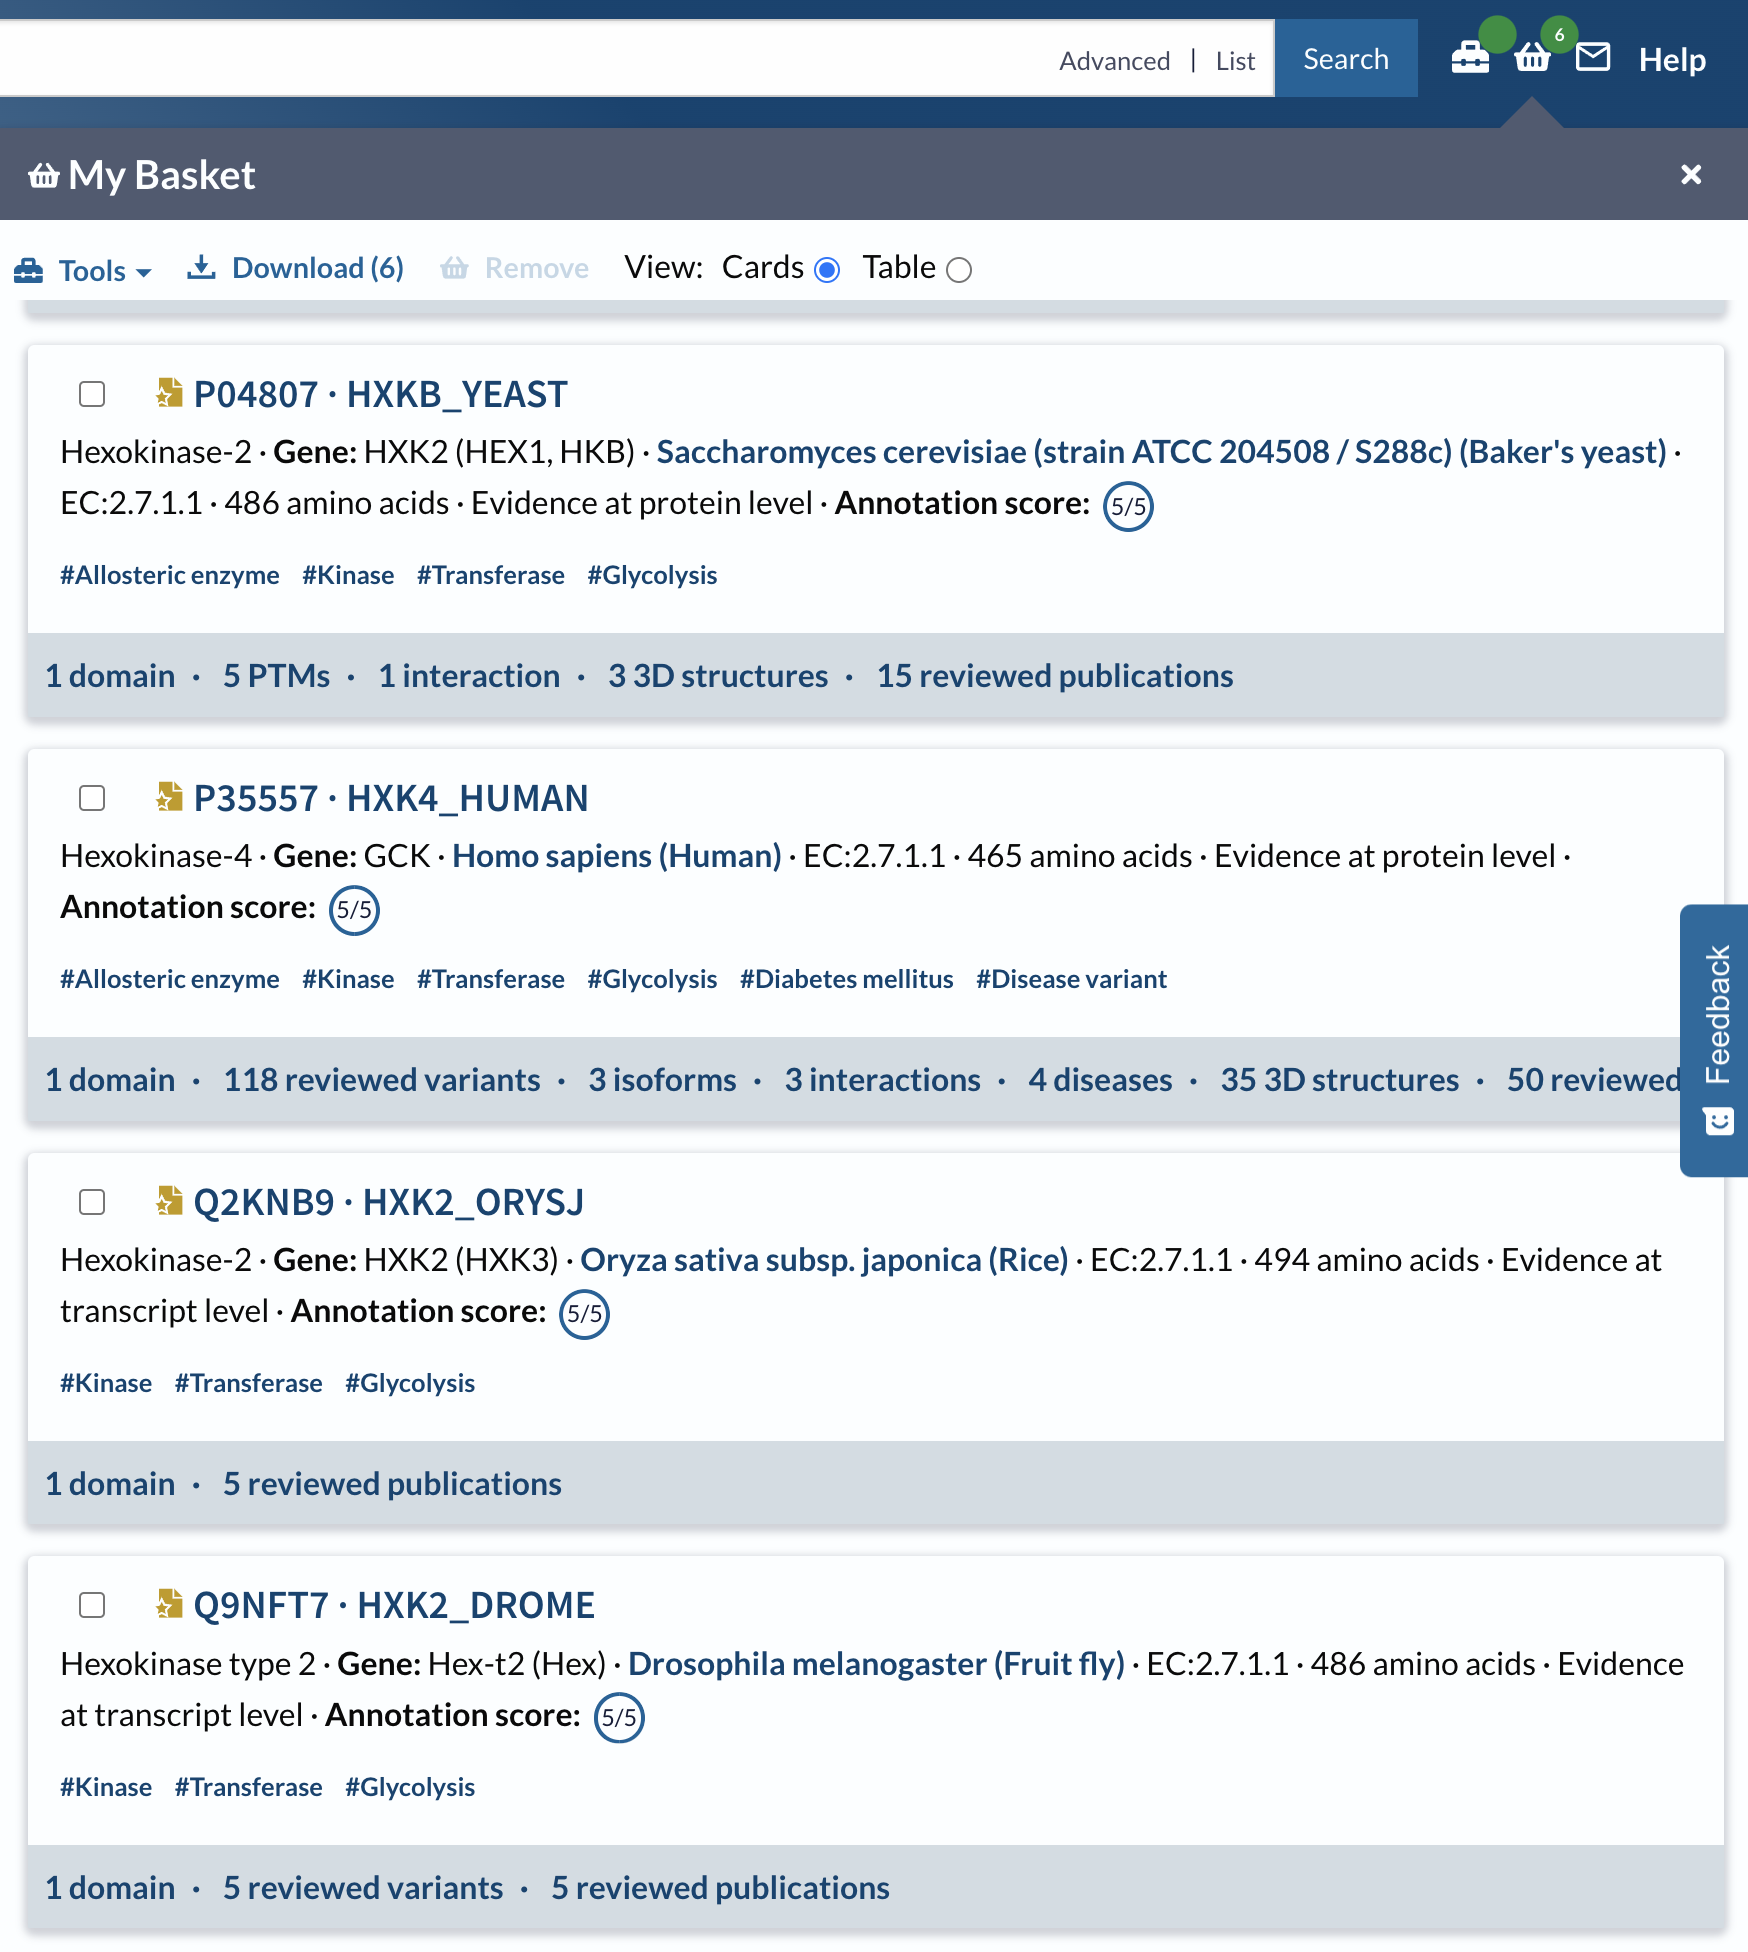 Advanced | List Search 6 Help
My Basket
Tools Download (6) Remove View: Cards Table
P04807 · HXKB_YEAST
Hexokinase-2 · Gene: HXK2 (HEX1, HKB) · Saccharomyces cerevisiae (strain ATCC 204508 / S288c) (Baker's yeast) ·
EC:2.7.1.1 · 486 amino acids · Evidence at protein level · Annotation score: 5/5
#Allosteric enzyme #Kinase #Transferase #Glycolysis
1 domain · 5 PTMs · 1 interaction · 3 3D structures · 15 reviewed publications
P35557 · HXK4_HUMAN
Hexokinase-4 · Gene: GCK · Homo sapiens (Human) · EC:2.7.1.1 · 465 amino acids · Evidence at protein level ·
Annotation score: 5/5
#Allosteric enzyme #Kinase #Transferase #Glycolysis #Diabetes mellitus #Disease variant
1 domain · 118 reviewed variants · 3 isoforms · 3 interactions · 4 diseases · 35 3D structures · 50 reviewed
Feedback
Q2KNB9 · HXK2_ORYSJ
Hexokinase-2 · Gene: HXK2 (HXK3) · Oryza sativa subsp. japonica (Rice) · EC:2.7.1.1 · 494 amino acids · Evidence at
transcript level · Annotation score: 5/5
#Kinase #Transferase #Glycolysis
1 domain · 5 reviewed publications
Q9NFT7 · HXK2_DROME
Hexokinase type 2 · Gene: Hex-t2 (Hex) · Drosophila melanogaster (Fruit fly) · EC:2.7.1.1 · 486 amino acids · Evidence
at transcript level · Annotation score: 5/5
#Kinase #Transferase #Glycolysis
1 domain · 5 reviewed variants · 5 reviewed publications